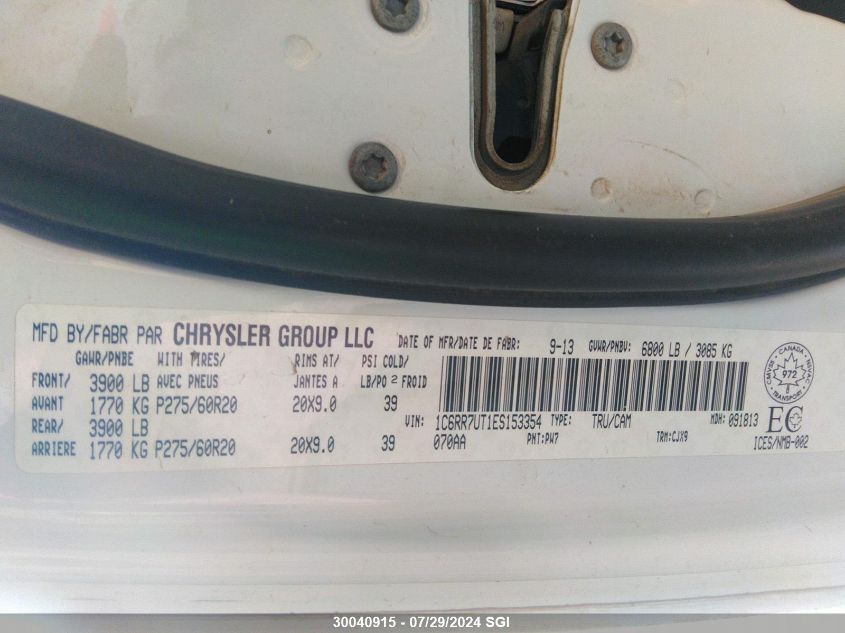 MFD BY/FABR PAR CHRYSLER GROUP LLC DATE OF MFR/DATE DE FABR: 9-13 GVWR/PNBV: 6800 LB / 3085 KG
GAWR/PNBE WITH TIRES/ RIMS AT/ PSI COLD/
FRONT/ 3900 LB AVEC PNEUS JANTES A LB/PO² FROID
AVANT 1770 KG P275/60R20 20X9.0 39
VIN: 1C6RR7UT1ES153354 TYPE: TRU/CAM MDH: 091813
REAR/ 3900 LB
ARRIERE 1770 KG P275/60R20 20X9.0 39 070AA PNT:PW7 TRM:CJX9
CANADA
CMVSS
NSVAC
972
EC
ICES/NMB-002
30040915 - 07/29/2024 SGI